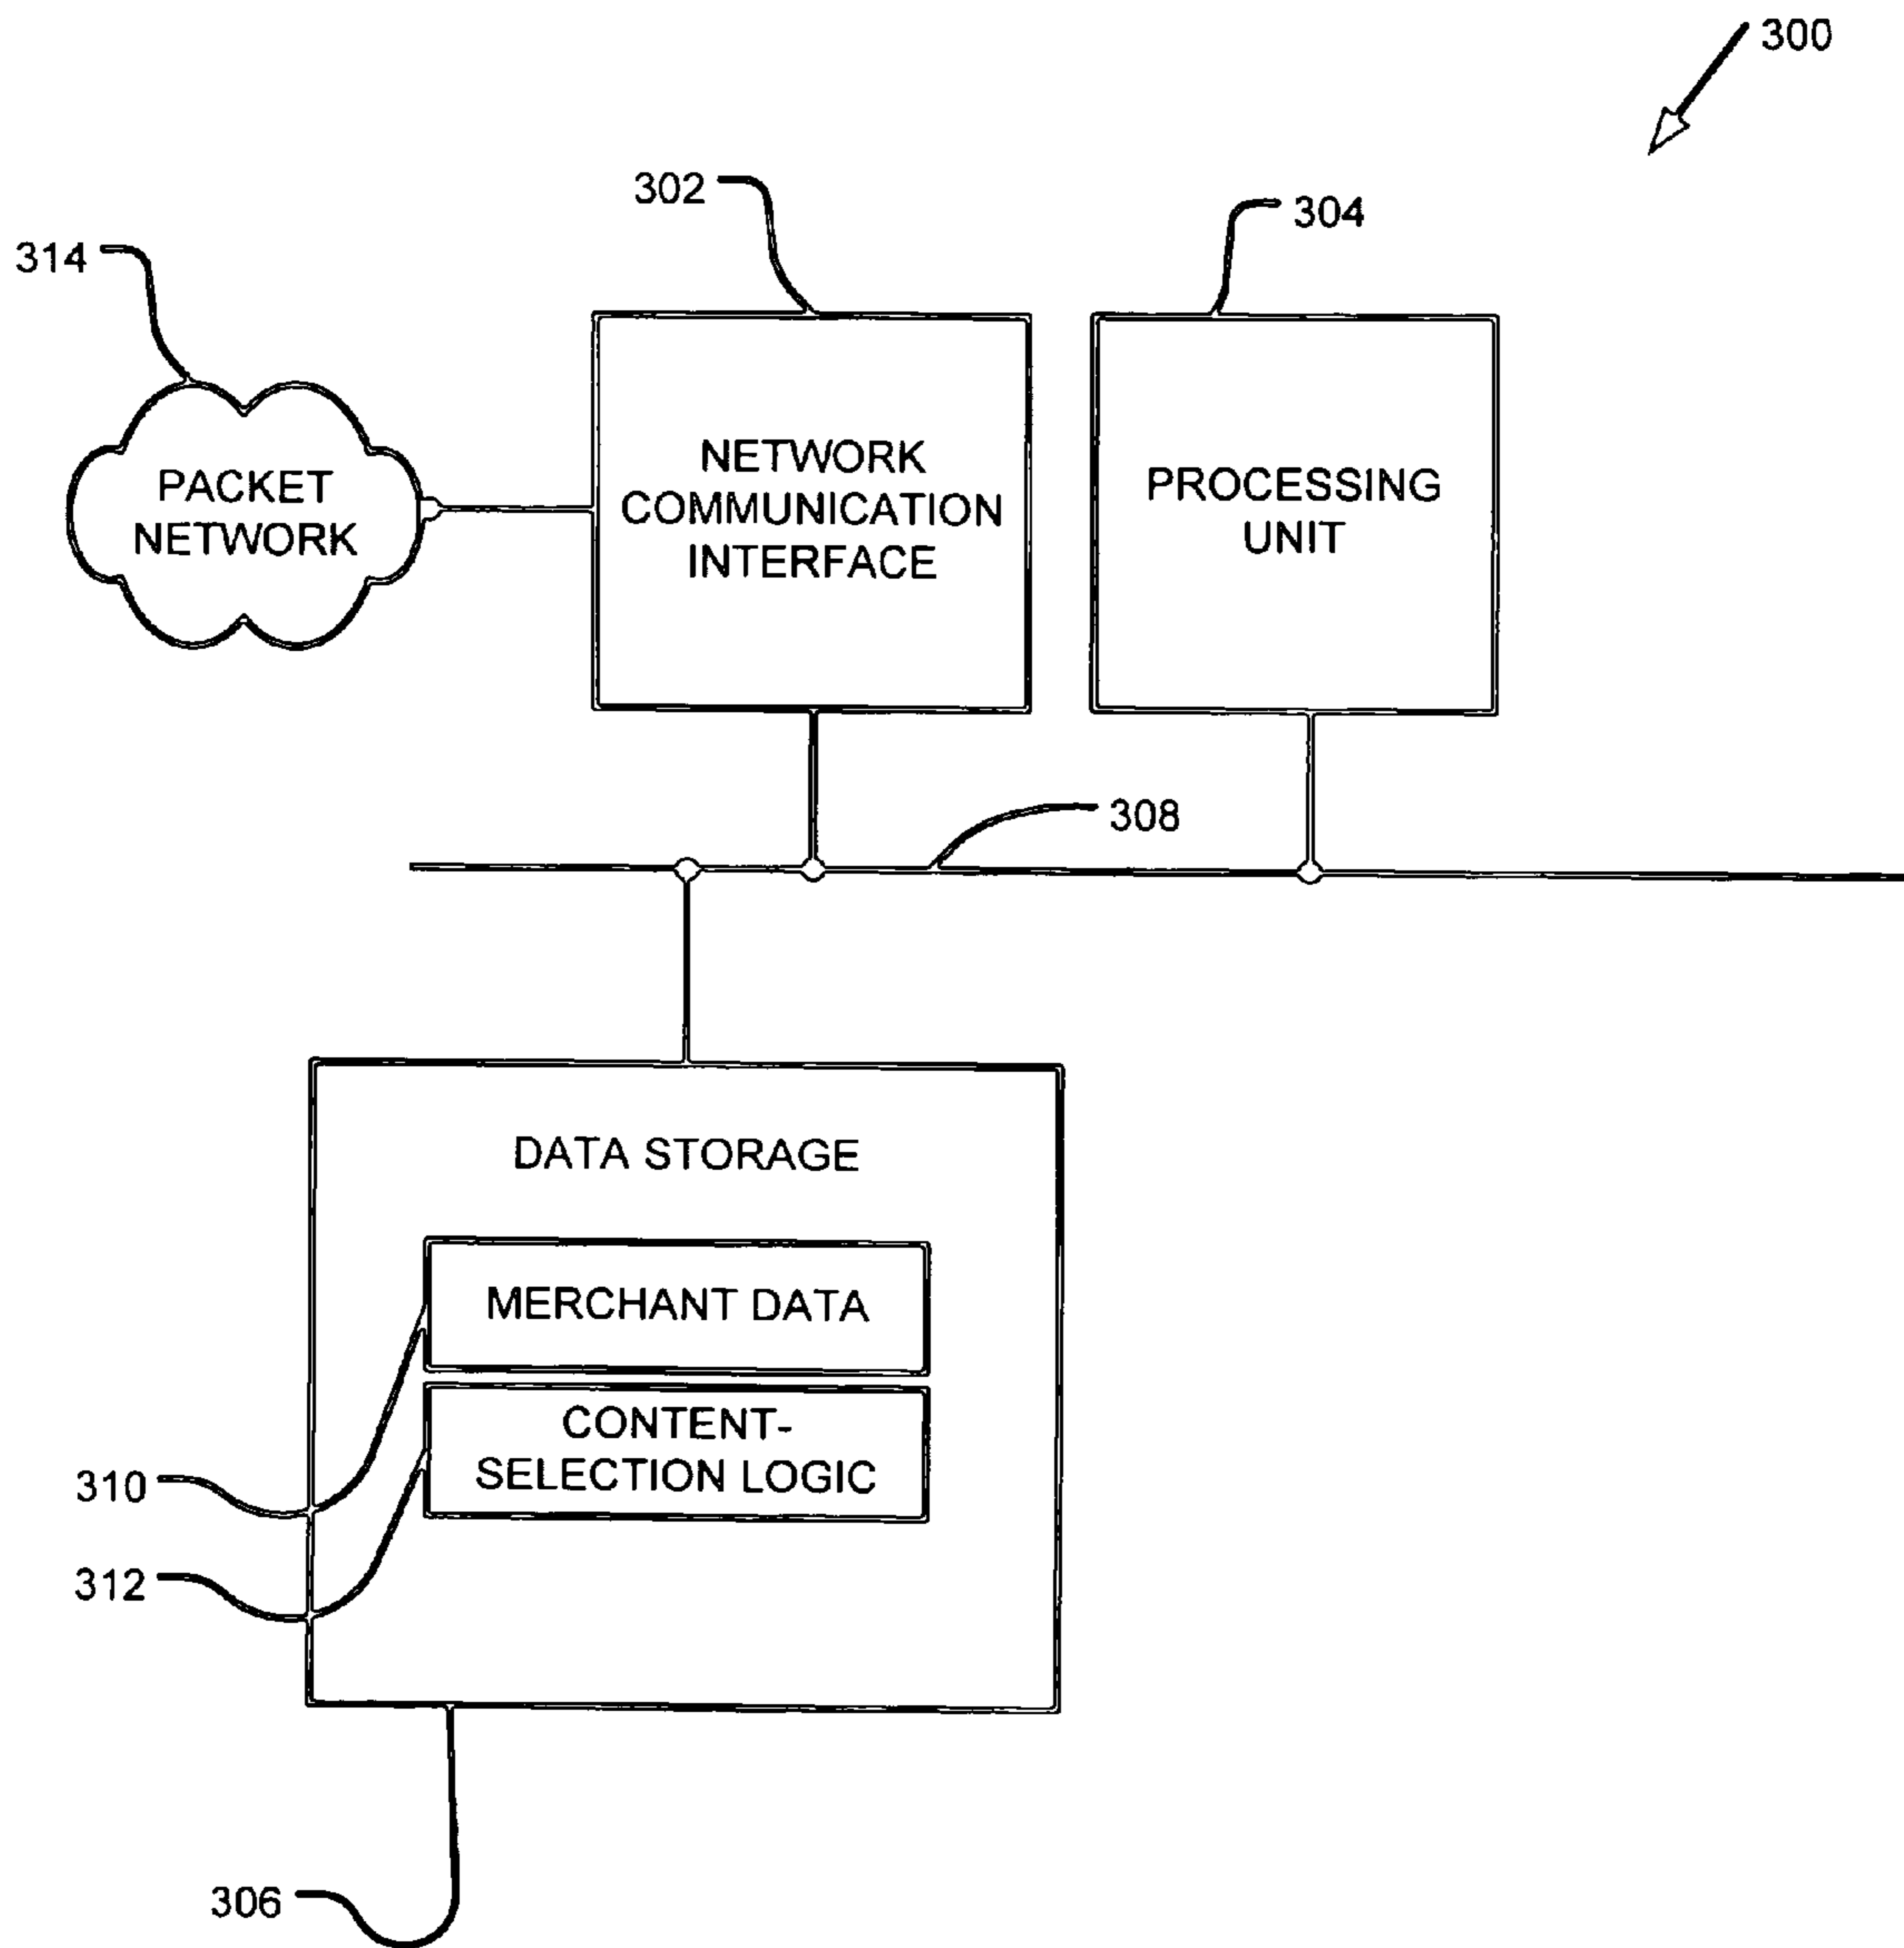 300
302
304
314
NETWORK
COMMUNICATION
INTERFACE
PROCESSING
UNIT
PACKET
NETWORK
308
DATA STORAGE
MERCHANT DATA
CONTENT-
SELECTION LOGIC
310
312
306